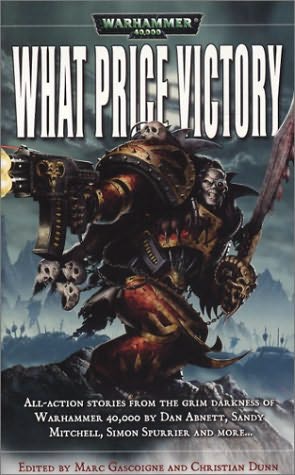 WARHAMMER
40,000
WHAT PRICE VICTORY
ALL-ACTION STORIES FROM THE GRIM DARKNESS OF
WARHAMMER 40,000 BY DAN ABNETT, SANDY
MITCHELL, SIMON SPURRIER AND MORE...
EDITED BY MARC GASCOIGNE AND CHRISTIAN DUNN